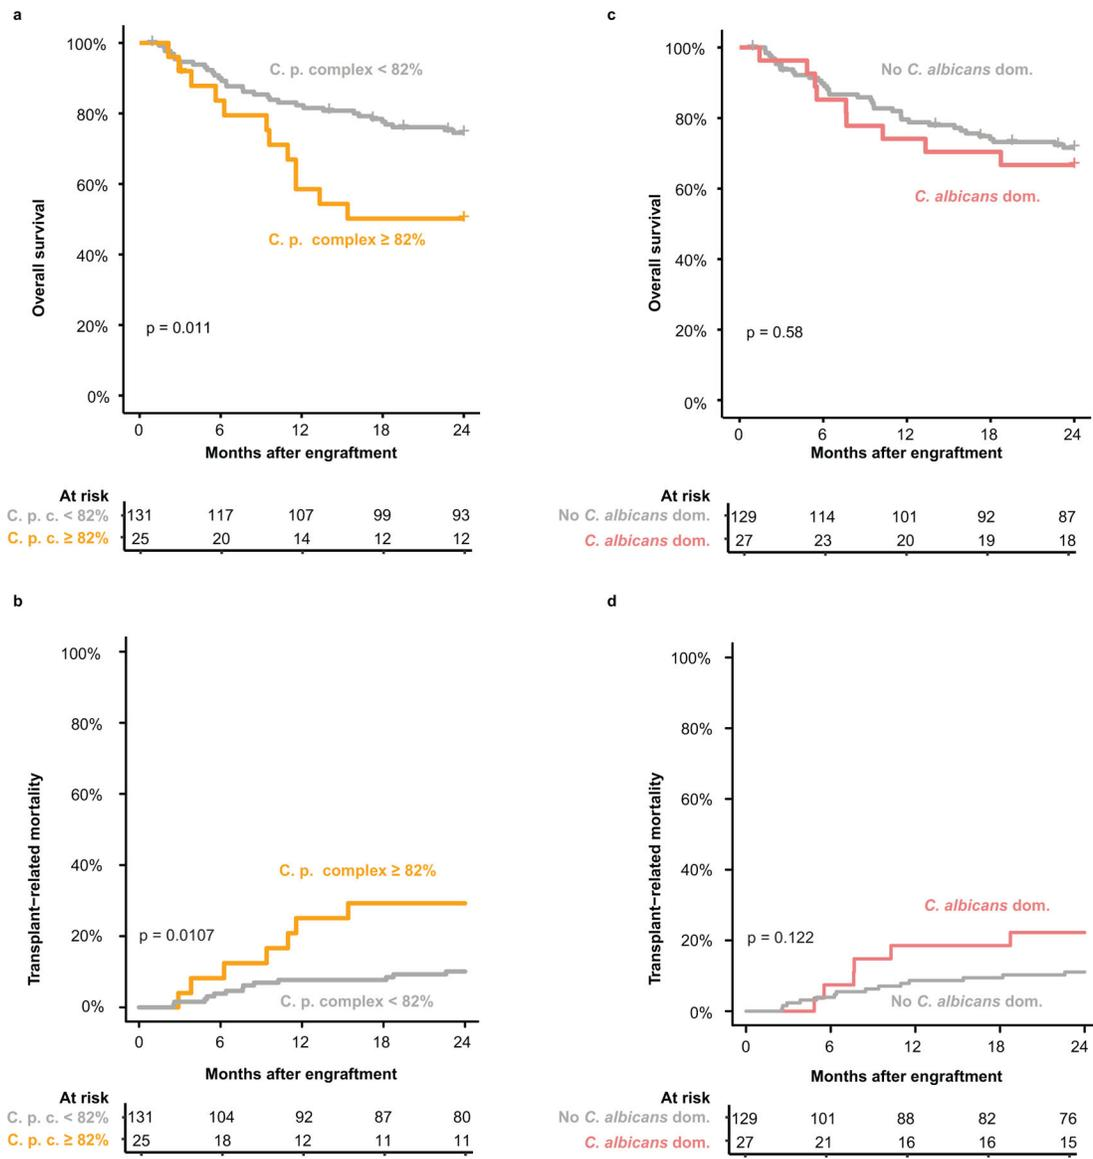 a
Overall survival
100%
80%
60%
40%
20%
0%
C. p. complex < 82%
C. p. complex ≥ 82%
p = 0.011
0 6 12 18 24
Months after engraftment
At risk
C. p. c. < 82% 131 117 107 99 93
C. p. c. ≥ 82% 25 20 14 12 12
c
Overall survival
100%
80%
60%
40%
20%
0%
No C. albicans dom.
C. albicans dom.
p = 0.58
0 6 12 18 24
Months after engraftment
At risk
No C. albicans dom. 129 114 101 92 87
C. albicans dom. 27 23 20 19 18
b
Transplant−related mortality
100%
80%
60%
40%
20%
0%
C. p. complex ≥ 82%
p = 0.0107
C. p. complex < 82%
0 6 12 18 24
Months after engraftment
At risk
C. p. c. < 82% 131 104 92 87 80
C. p. c. ≥ 82% 25 18 12 11 11
d
Transplant−related mortality
100%
80%
60%
40%
20%
0%
C. albicans dom.
p = 0.122
No C. albicans dom.
0 6 12 18 24
Months after engraftment
At risk
No C. albicans dom. 129 101 88 82 76
C. albicans dom. 27 21 16 16 15